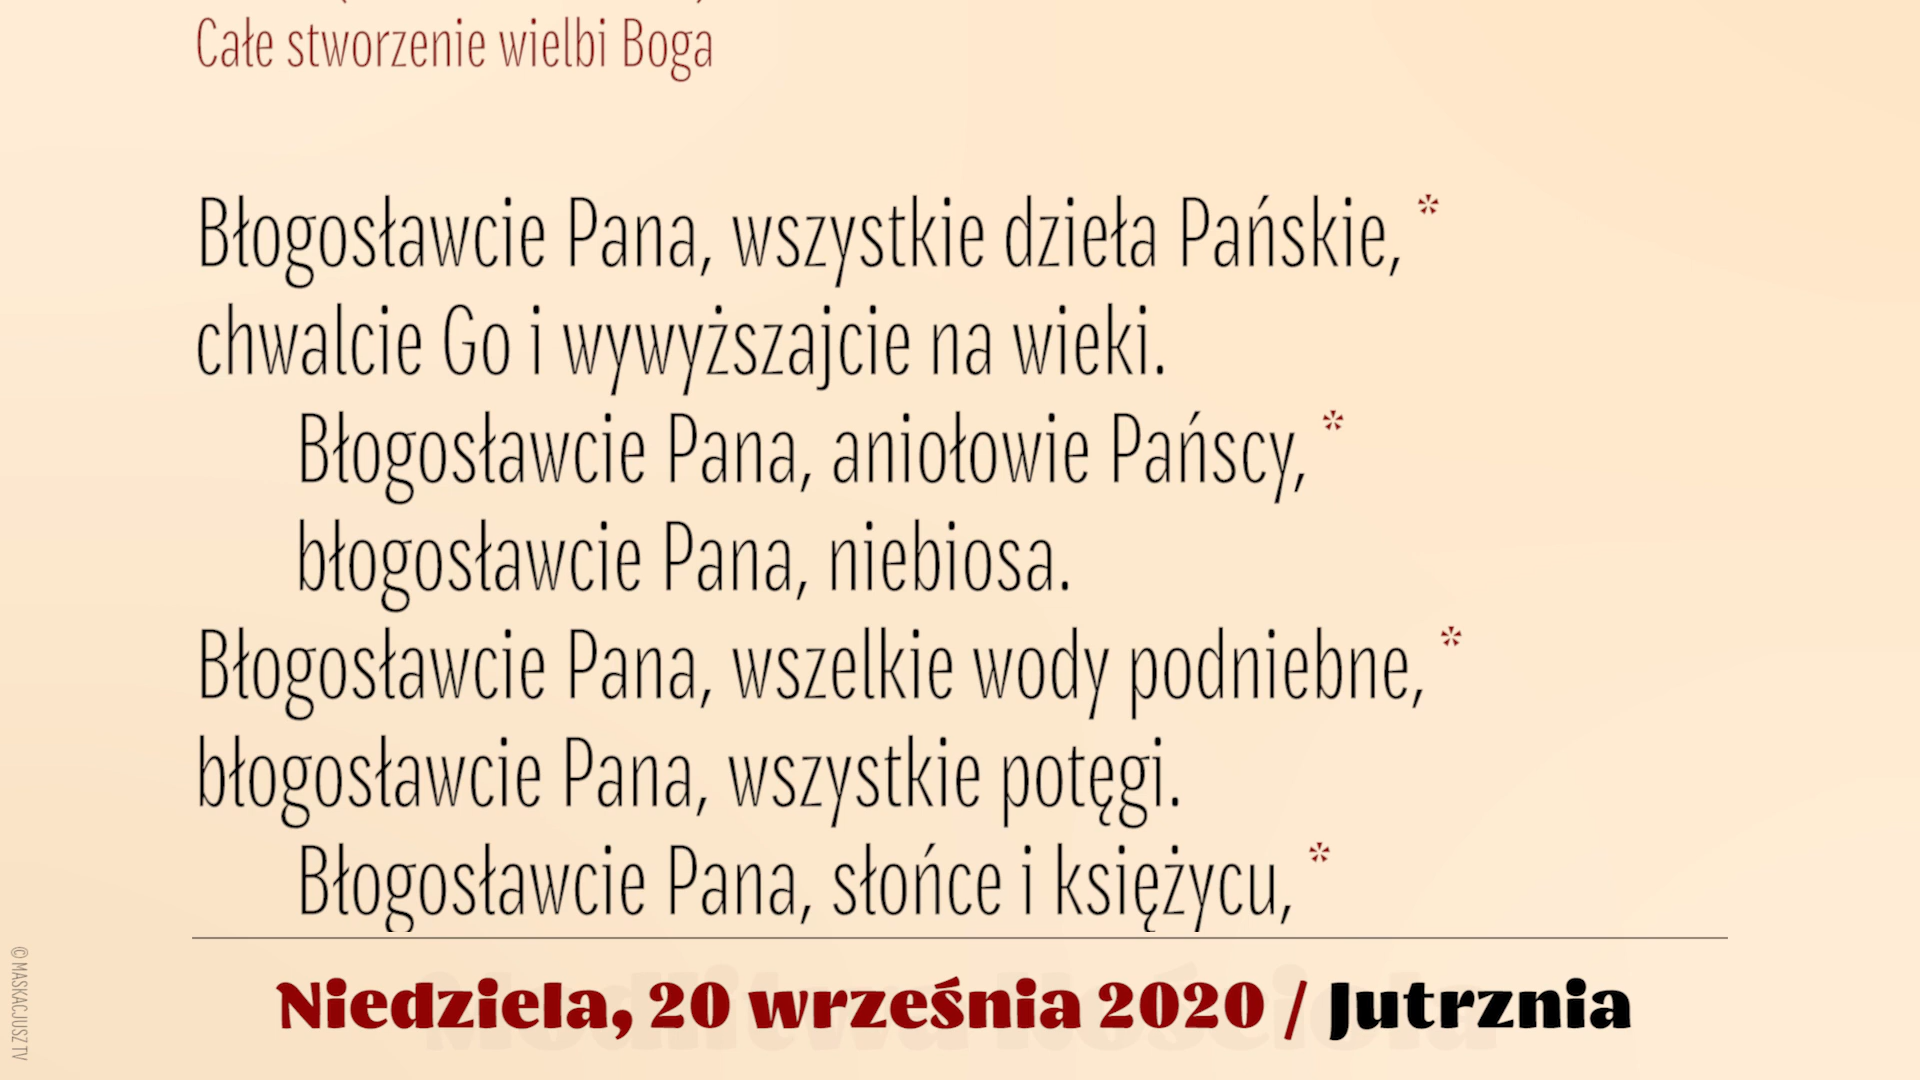 Całe stworzenie wielbi Boga
Błogosławcie Pana, wszystkie dzieła Pańskie, *
chwalcie Go i wywyższajcie na wieki.
Błogosławcie Pana, aniołowie Pańscy, *
błogosławcie Pana, niebiosa.
Błogosławcie Pana, wszelkie wody podniebne, *
błogosławcie Pana, wszystkie potęgi.
Błogosławcie Pana, słońce i księżycu, *
Niedziela, 20 września 2020 / Jutrznia
© MASKACJUSZ TV